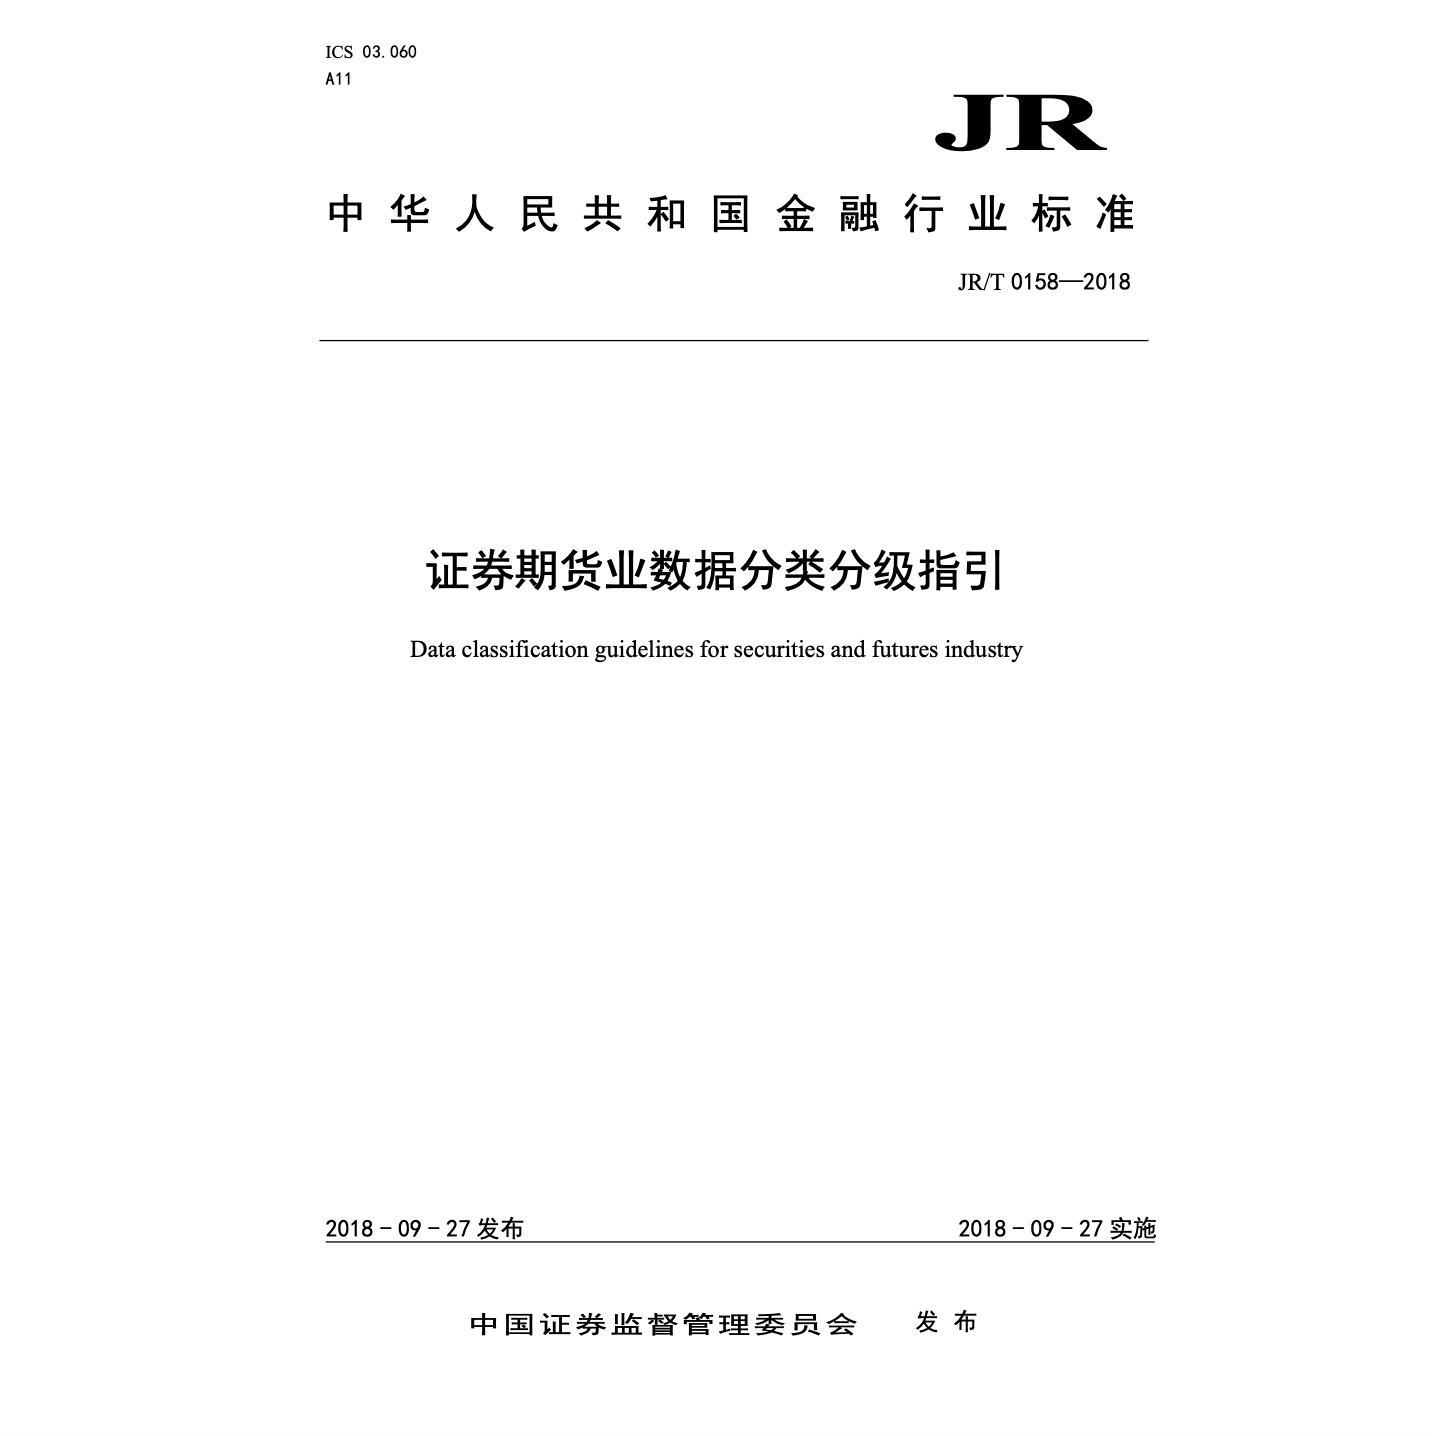 ICS 03.060
A11
JR
中华人民共和国金融行业标准
JR/T 0158—2018
证券期货业数据分类分级指引
Data classification guidelines for securities and futures industry
2018-09-27发布 2018-09-27实施
中国证券监督管理委员会 发布